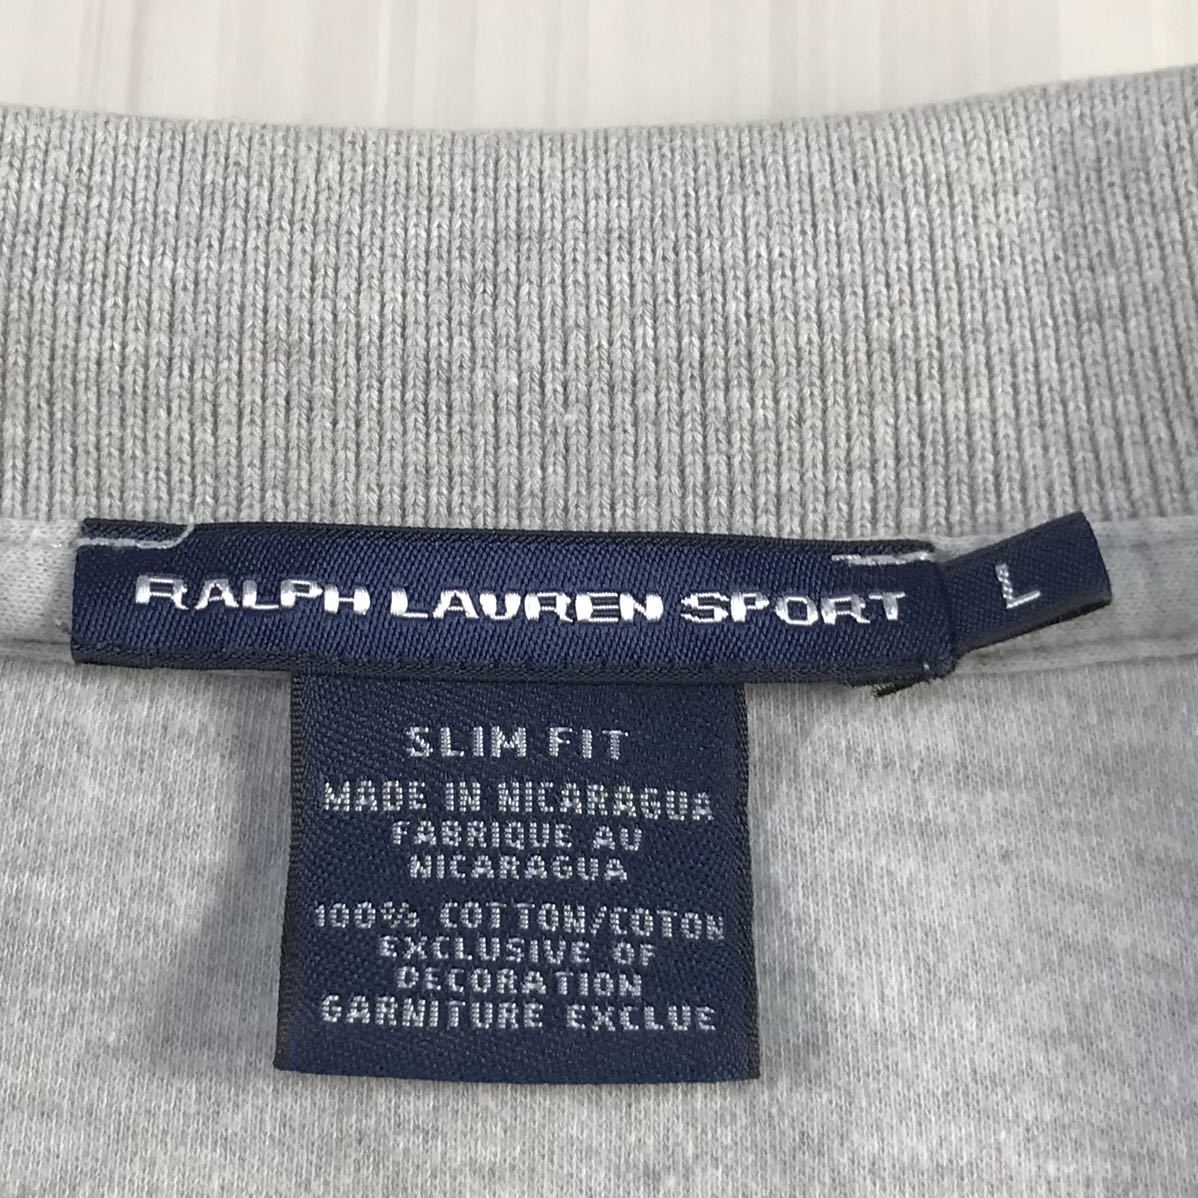 RALPH LAUREN SPORT L
SLIM FIT
MADE IN NICARAGUA
FABRIQUE AU
NICARAGUA
100% COTTON/COTON
EXCLUSIVE OF
DECORATION
GARNITURE EXCLUE